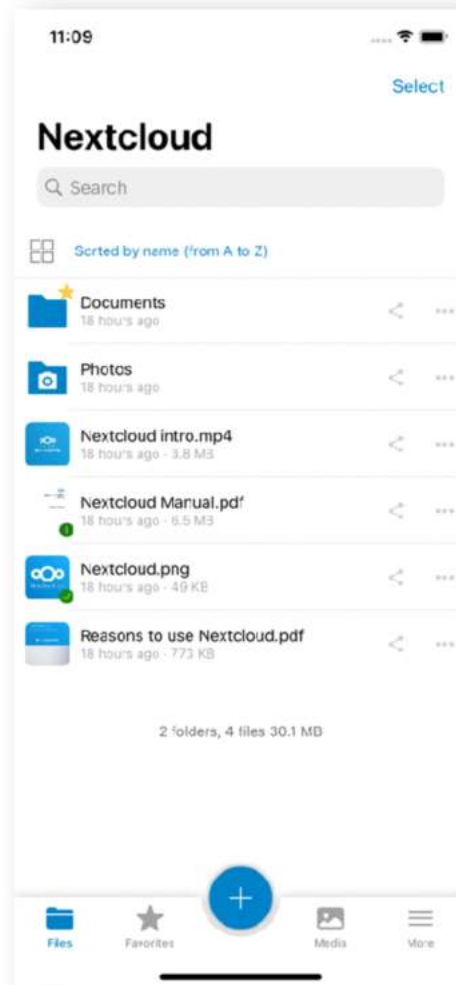 11:09
Select
Nextcloud
Search
Sorted by name (from A to Z)
Documents
18 hours ago
Photos
18 hours ago
Nextcloud intro.mp4
18 hours ago - 3.8 MB
Nextcloud Manual.pdf
18 hours ago - 6.5 MB
Nextcloud.png
18 hours ago - 49 KB
Reasons to use Nextcloud.pdf
18 hours ago - 773 KB
2 folders, 4 files 30.1 MB
Files
Favorites
Media
More